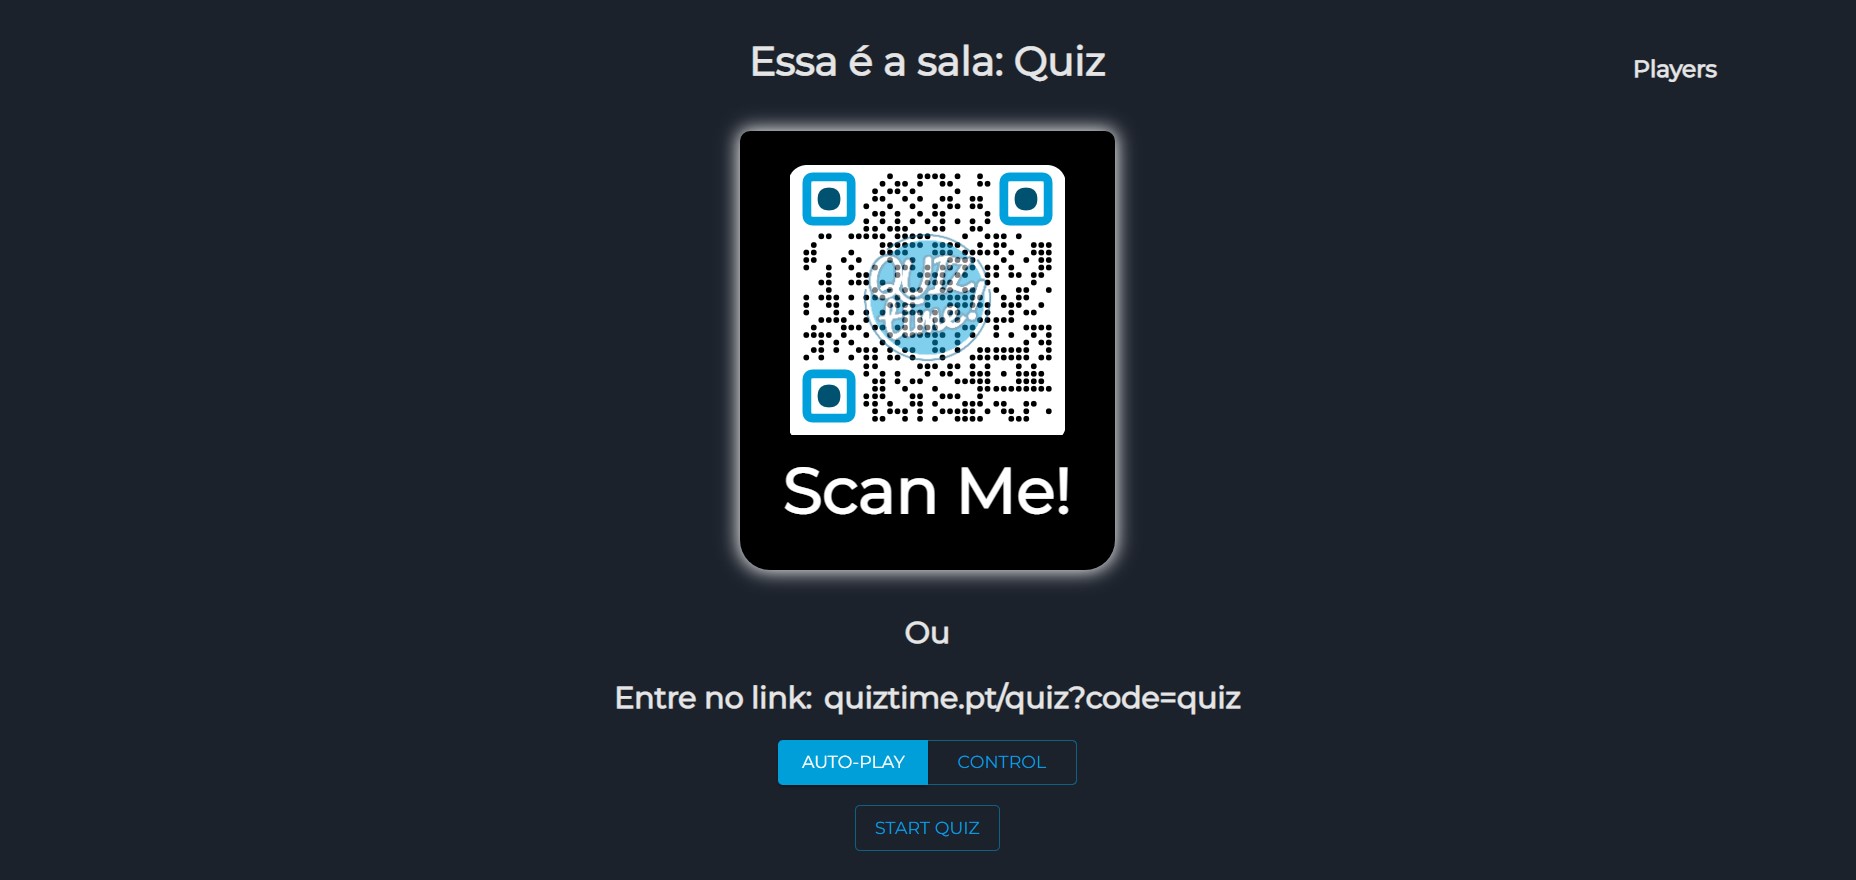 Essa é a sala: Quiz
Players
QUIZ
time!
Scan Me!
Ou
Entre no link: quiztime.pt/quiz?code=quiz
AUTO-PLAY CONTROL
START QUIZ